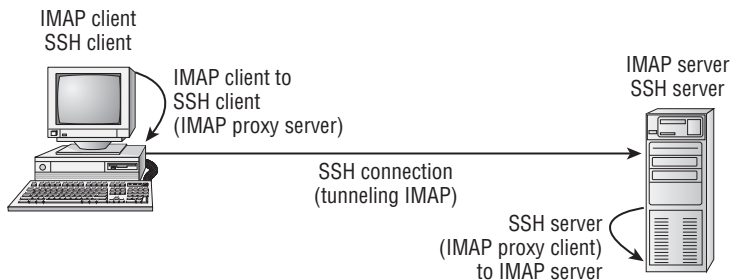 IMAP client
SSH client
IMAP client to
SSH client
(IMAP proxy server)
IMAP server
SSH server
SSH connection
(tunneling IMAP)
SSH server
(IMAP proxy client)
to IMAP server